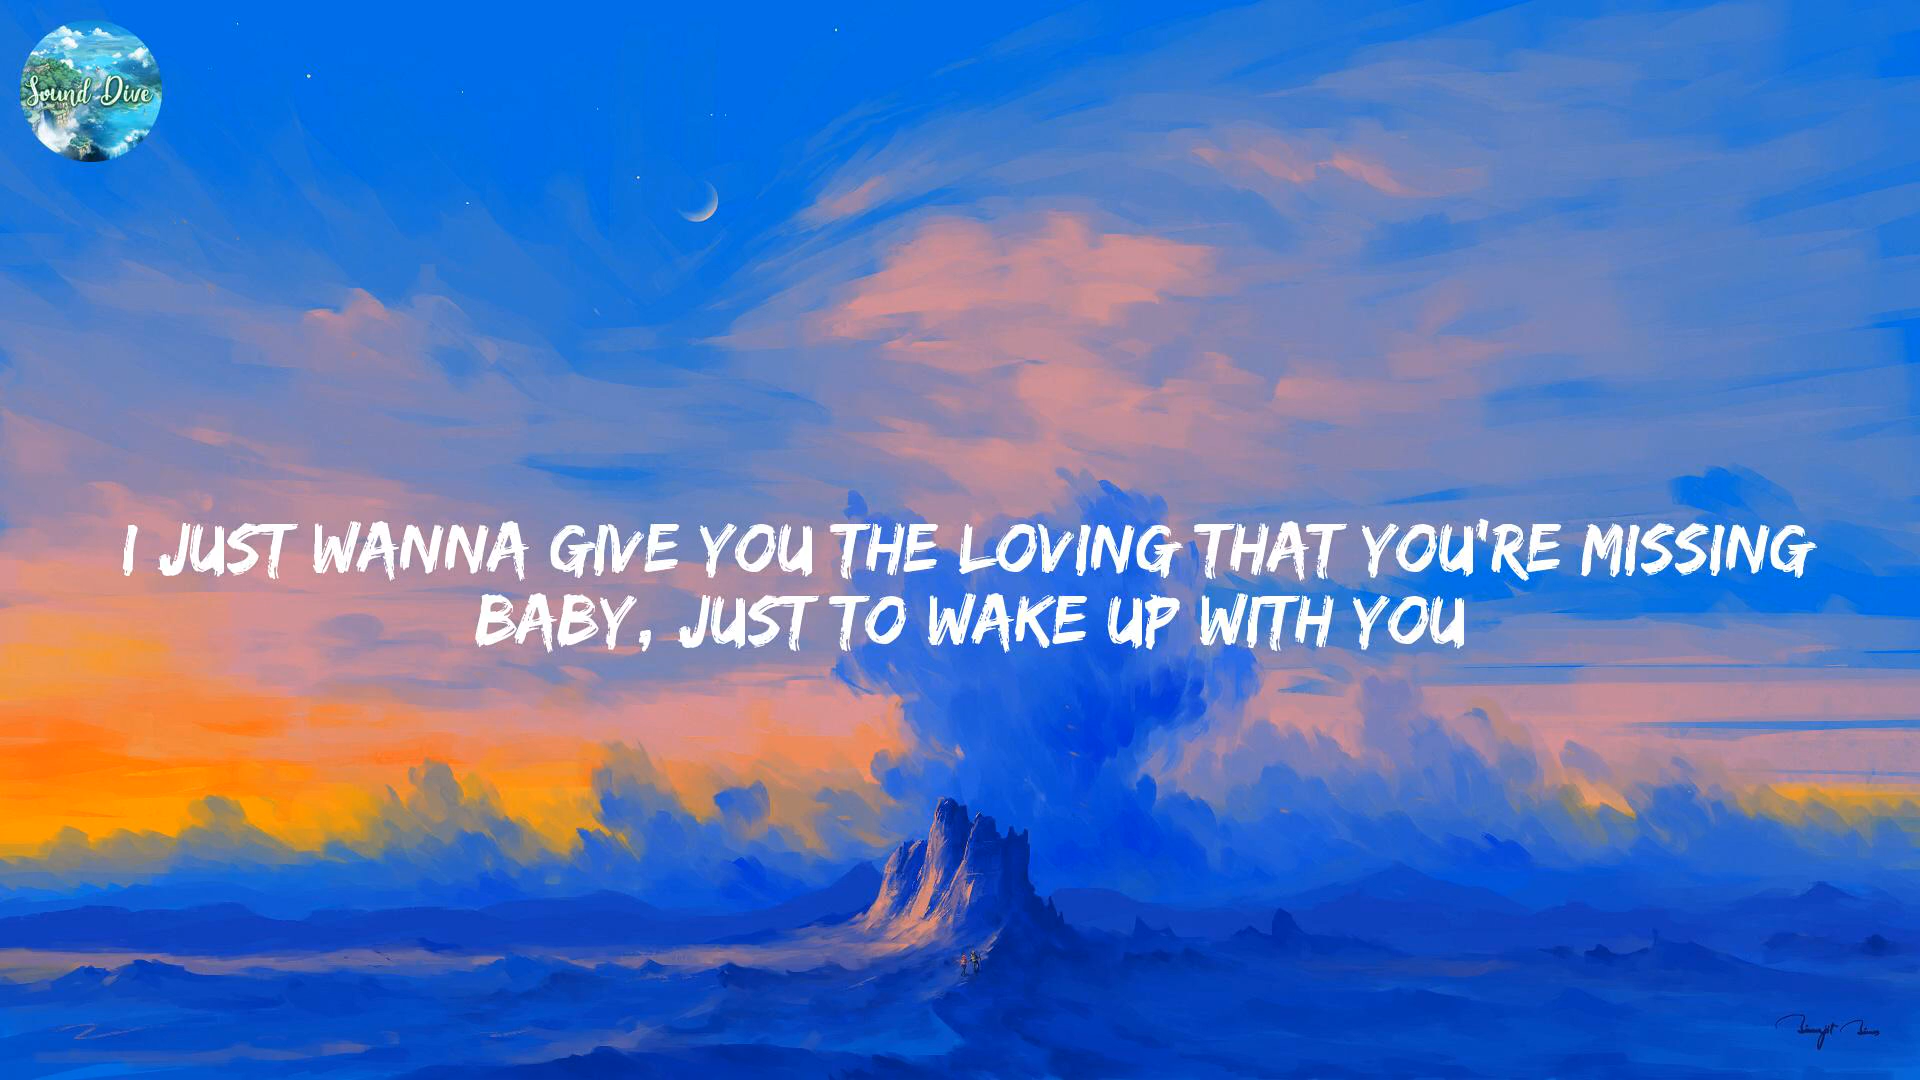 Sound Dive
I JUST WANNA GIVE YOU THE LOVING THAT YOU'RE MISSING
BABY, JUST TO WAKE UP WITH YOU